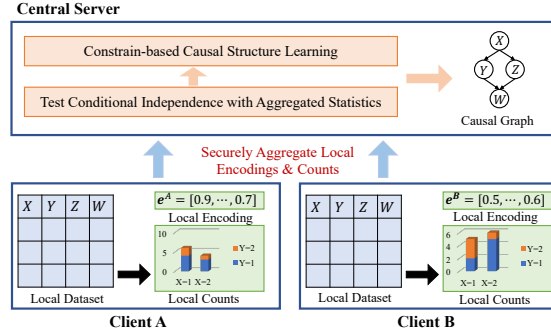 Central Server
Constrain-based Causal Structure Learning
Test Conditional Independence with Aggregated Statistics
X
Y Z
W
Causal Graph
Securely Aggregate Local
Encodings & Counts
X Y Z W
Local Dataset
e^A = [0.9, ⋯, 0.7]
Local Encoding
10
5
0
Y=2
Y=1
X=1 X=2
Local Counts
Client A
X Y Z W
Local Dataset
e^B = [0.5, ⋯, 0.6]
Local Encoding
6
4
2
0
Y=2
Y=1
X=1 X=2
Local Counts
Client B